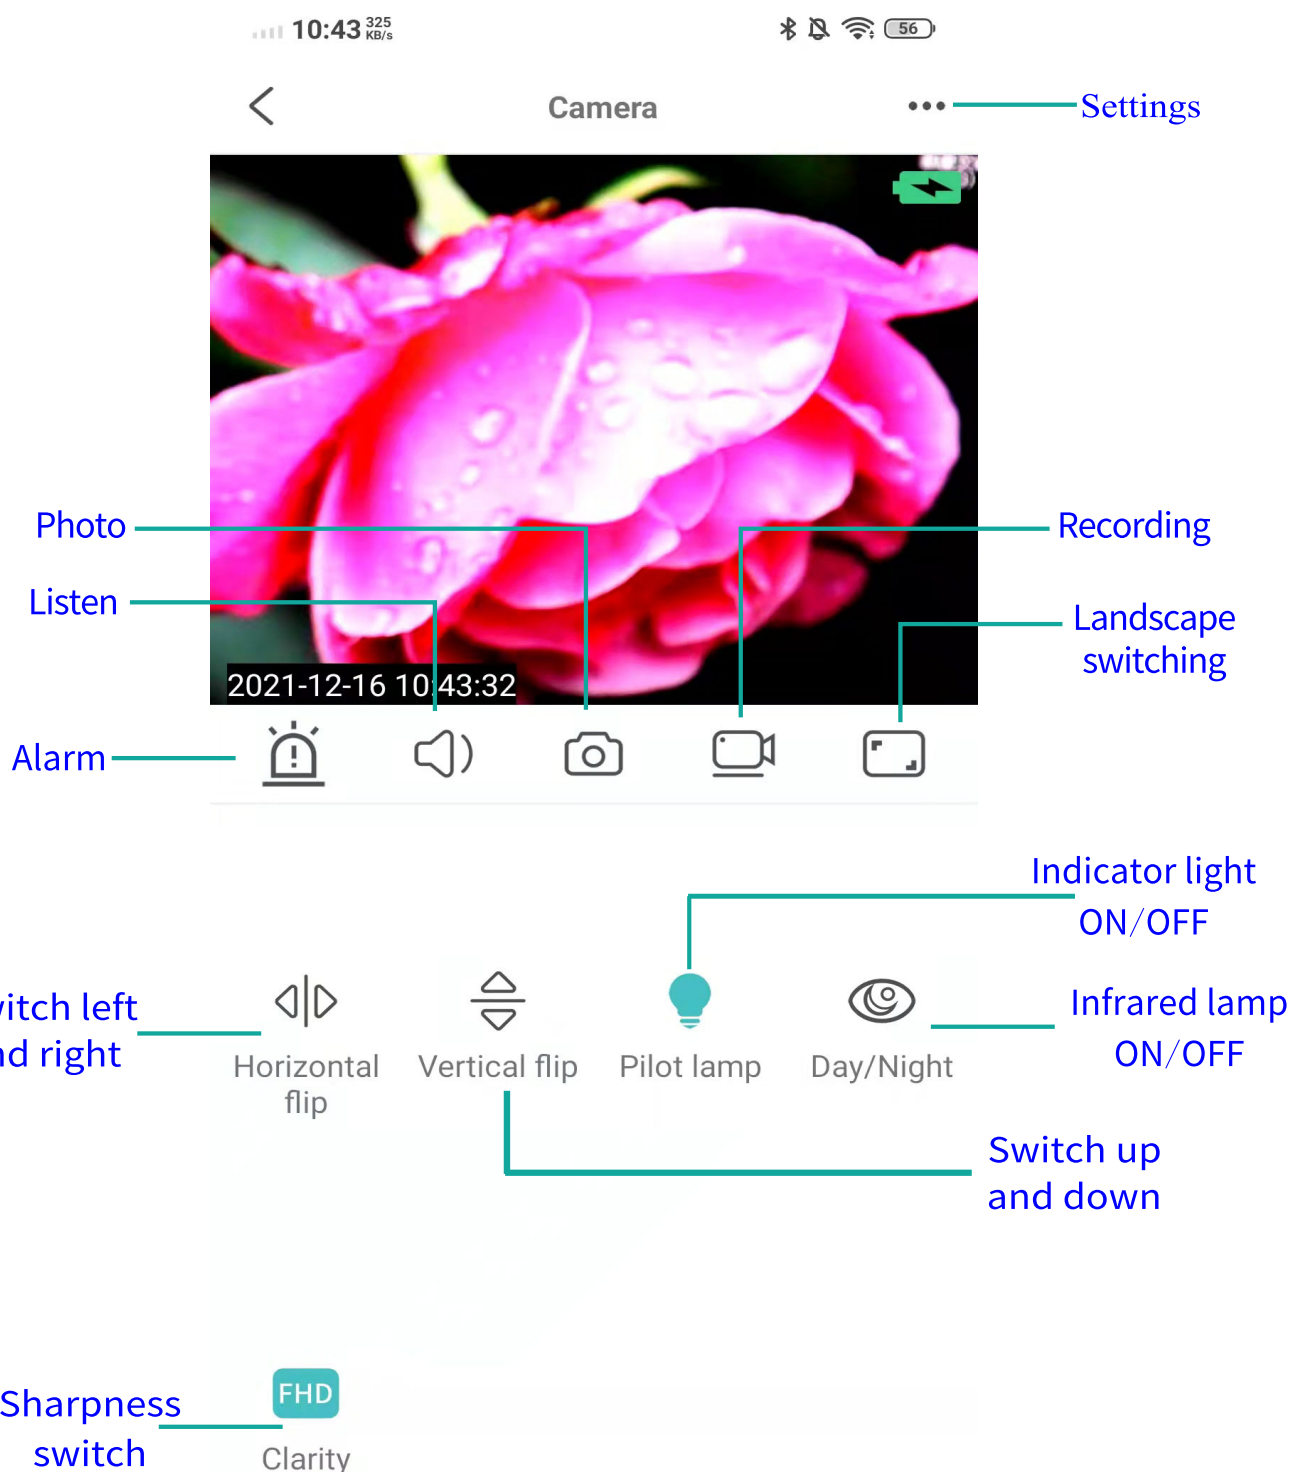 10:43 325 KB/s 56
Camera
Settings
Photo
Recording
Listen
Landscape
switching
2021-12-16 10:43:32
Alarm
Indicator light
ON/OFF
left
right
Infrared lamp
ON/OFF
Horizontal
flip
Vertical flip
Pilot lamp
Day/Night
Switch up
and down
FHD
Sharpness
switch
Clarity